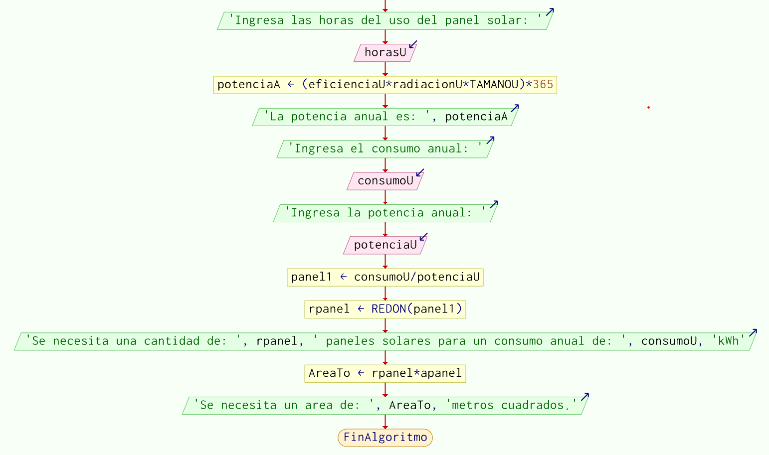 'Ingresa las horas del uso del panel solar: '
horasU
potenciaA ← (eficienciaU*radiacionU*TAMANOU)*365
'La potencia anual es: ', potenciaA
'Ingresa el consumo anual: '
consumoU
'Ingresa la potencia anual: '
potenciaU
panel1 ← consumoU/potenciaU
rpanel ← REDON(panel1)
'Se necesita una cantidad de: ', rpanel, ' paneles solares para un consumo anual de: ', consumoU, 'kWh'
AreaTo ← rpanel*apanel
'Se necesita un area de: ', AreaTo, 'metros cuadrados.'
FinAlgoritmo